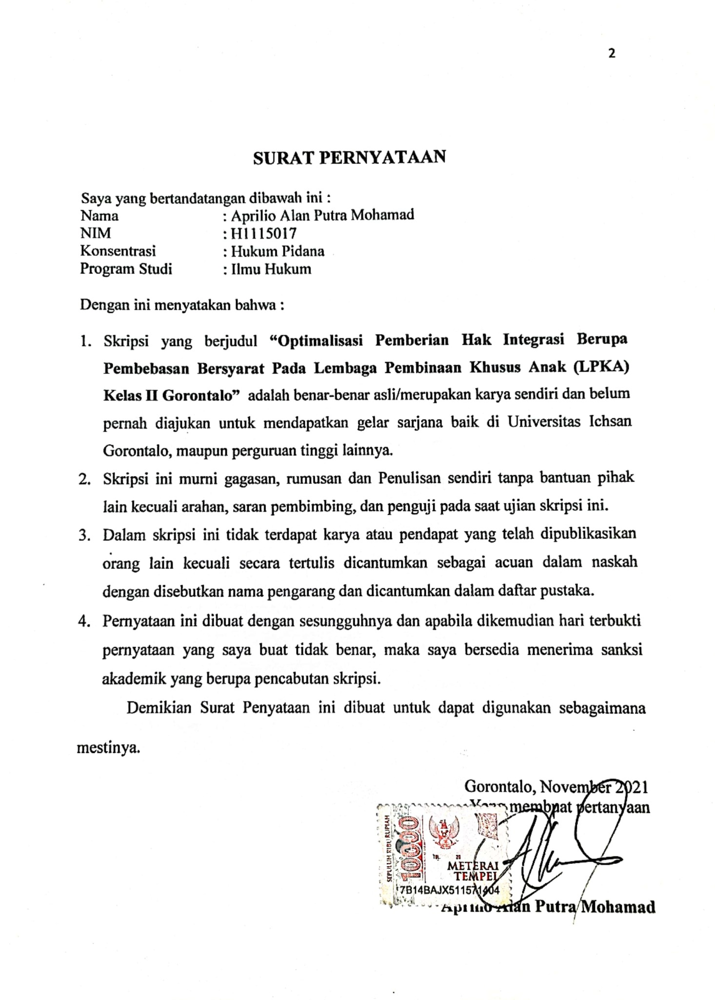 2
SURAT PERNYATAAN
Saya yang bertandatangan dibawah ini :
Nama : Aprilio Alan Putra Mohamad
NIM : H1115017
Konsentrasi : Hukum Pidana
Program Studi : Ilmu Hukum
Dengan ini menyatakan bahwa :
1. Skripsi yang berjudul “Optimalisasi Pemberian Hak Integrasi Berupa
Pembebasan Bersyarat Pada Lembaga Pembinaan Khusus Anak (LPKA)
Kelas II Gorontalo” adalah benar-benar asli/merupakan karya sendiri dan belum
pernah diajukan untuk mendapatkan gelar sarjana baik di Universitas Ichsan
Gorontalo, maupun perguruan tinggi lainnya.
2. Skripsi ini murni gagasan, rumusan dan Penulisan sendiri tanpa bantuan pihak
lain kecuali arahan, saran pembimbing, dan penguji pada saat ujian skripsi ini.
3. Dalam skripsi ini tidak terdapat karya atau pendapat yang telah dipublikasikan
orang lain kecuali secara tertulis dicantumkan sebagai acuan dalam naskah
dengan disebutkan nama pengarang dan dicantumkan dalam daftar pustaka.
4. Pernyataan ini dibuat dengan sesungguhnya dan apabila dikemudian hari terbukti
pernyataan yang saya buat tidak benar, maka saya bersedia menerima sanksi
akademik yang berupa pencabutan skripsi.
Demikian Surat Penyataan ini dibuat untuk dapat digunakan sebagaimana
mestinya.
Gorontalo, November 2021
Yang membuat pertanyaan
SEPULUH RIBU RUPIAH
10000
TGL 20
METERAI
TEMPEL
7B14BAJX511571404
Aprilio Alan Putra Mohamad